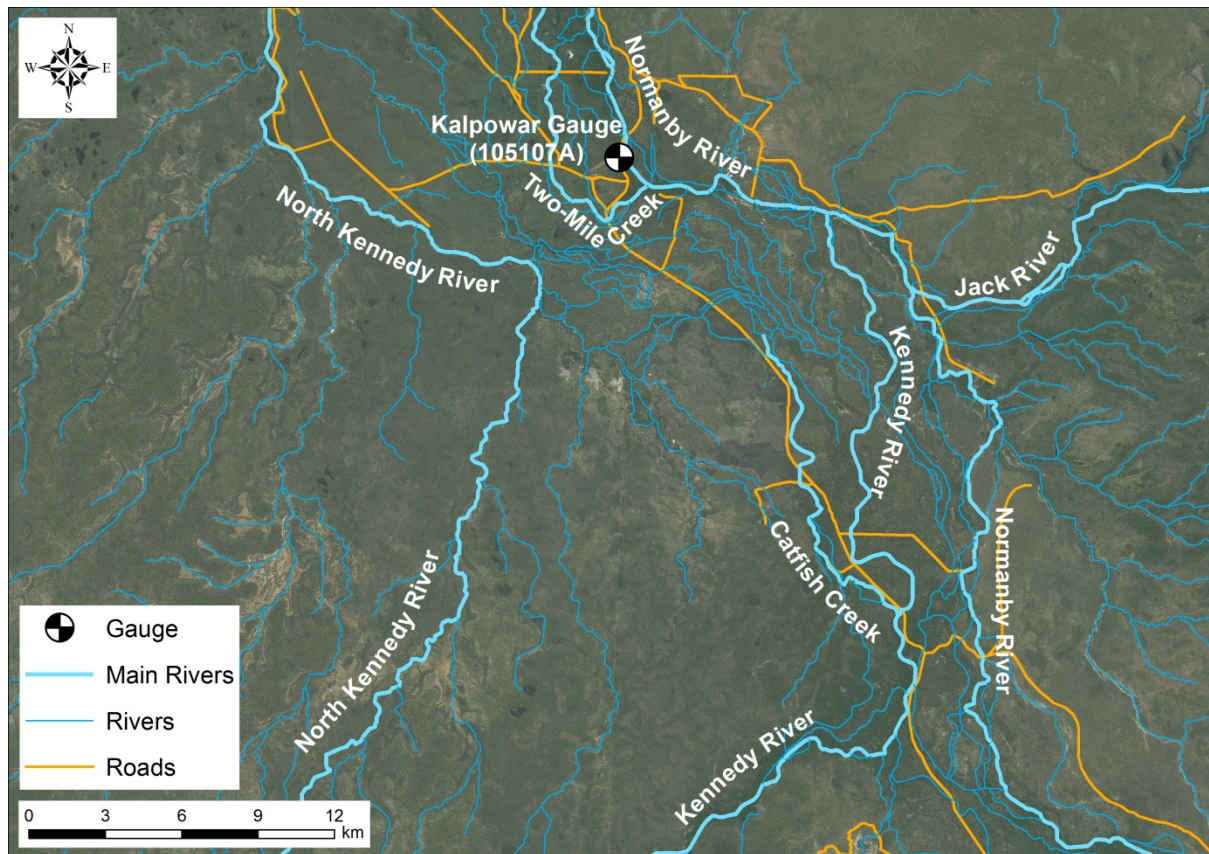 N
W E
S
Normanby River
Kalpowar Gauge
(105107A)
Two-Mile Creek
North Kennedy River
Jack River
Kennedy River
Catfish Creek
Normanby River
North Kennedy River
Kennedy River
Gauge
Main Rivers
Rivers
Roads
0 3 6 9 12
km